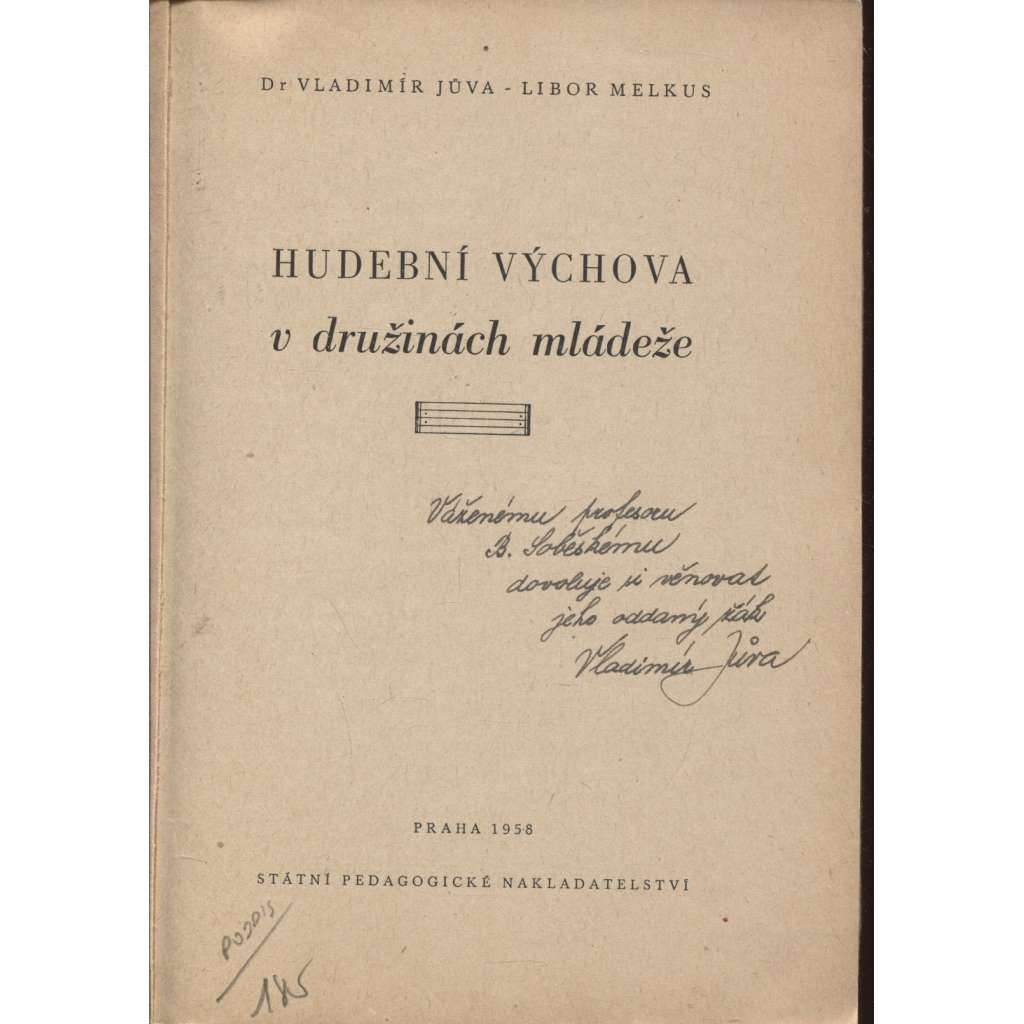 Dr VLADIMÍR JŮVA - LIBOR MELKUS
HUDEBNÍ VÝCHOVA
v družinách mládeže
Váženému profesoru
B. Soběskému
dovoluje si věnovat
jeho oddaný žák
Vladimír Jůva
PRAHA 1958
STÁTNÍ PEDAGOGICKÉ NAKLADATELSTVÍ
PODPIS
185